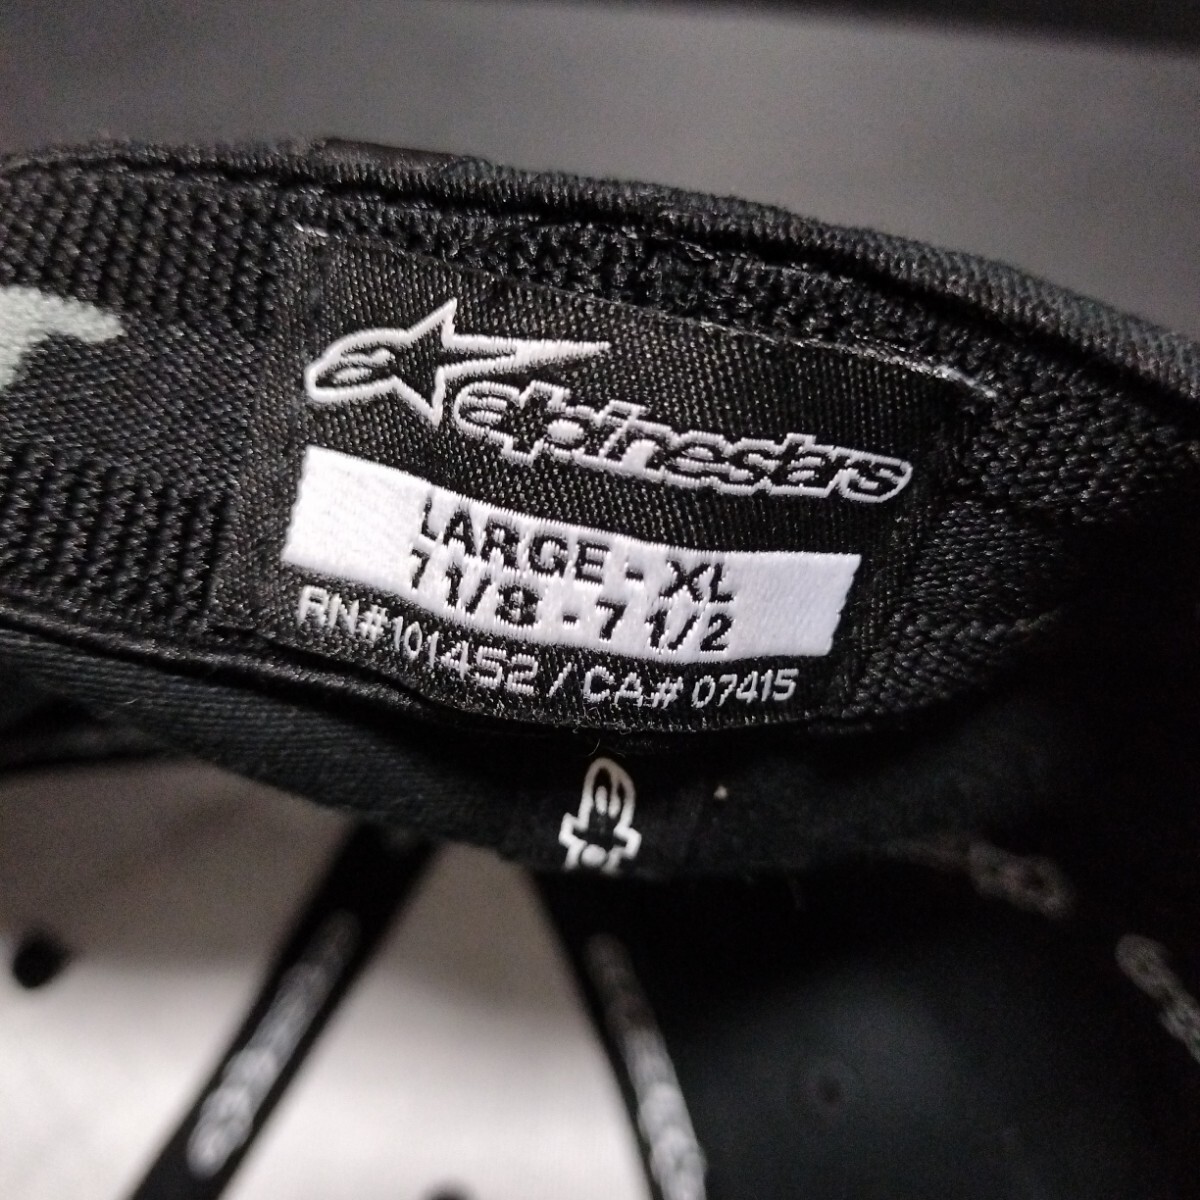 alpinestars
LARGE - XL
7 1/8 - 7 1/2
RN#101452 / CA# 07415